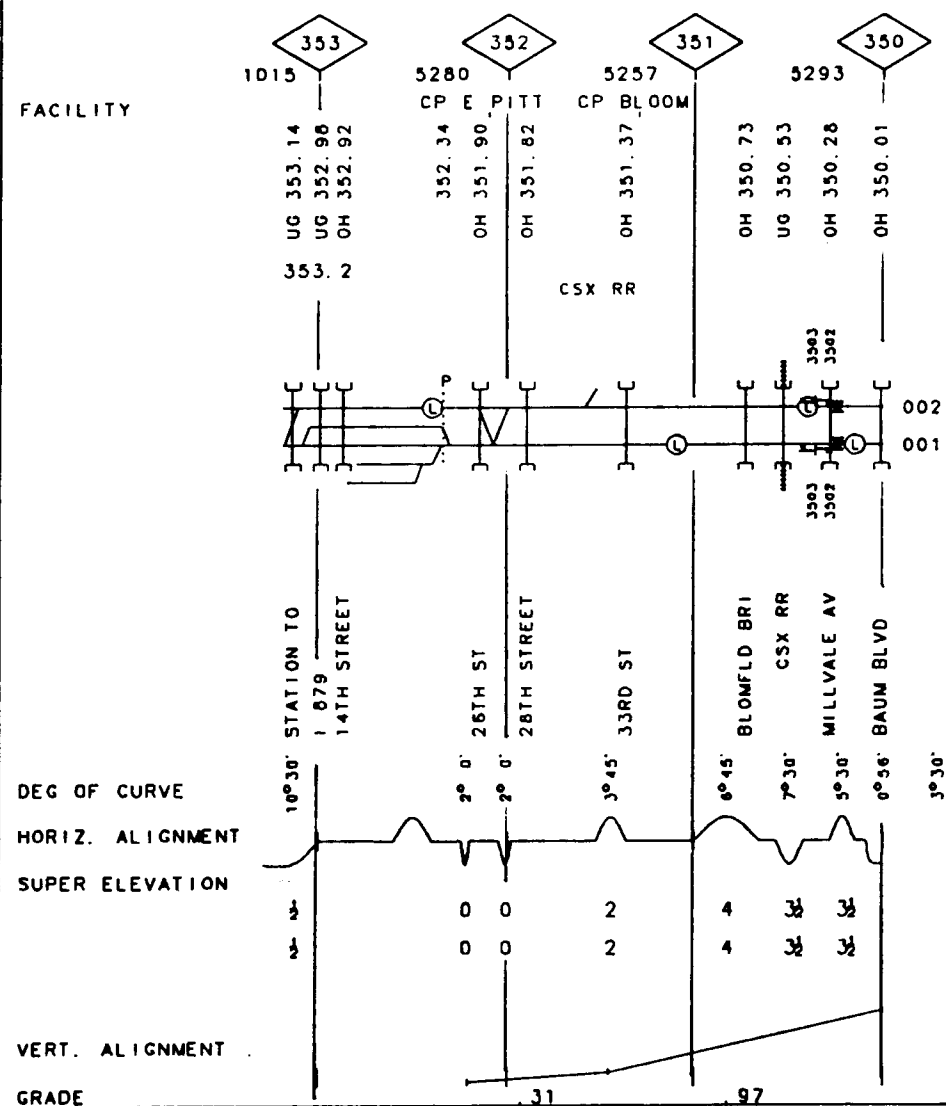 353 352 351 350
1D15 5280 5257 5293
FACILITY
CP E PITT CP BLOOM
UG 353.14
UG 352.98
OH 352.92
352.34
OH 351.90
OH 351.82
OH 351.37
OH 350.73
UG 350.53
OH 350.28
OH 350.01
353.2
CSX RR
3503
3502
P
L
L
002
L
L
001
3503
3502
STATION TO
1 879
14TH STREET
26TH ST
28TH STREET
33RD ST
BLOMFLD BRI
CSX RR
MILLVALE AV
BAUM BLVD
DEG OF CURVE
10°30'
2° 0'
2° 0'
3°45'
6°45'
7°30'
5°30'
0°56'
3°30'
HORIZ. ALIGNMENT
SUPER ELEVATION
½ 0 0 2 4 3½ 3½
½ 0 0 2 4 3½ 3½
VERT. ALIGNMENT
GRADE .31 .97